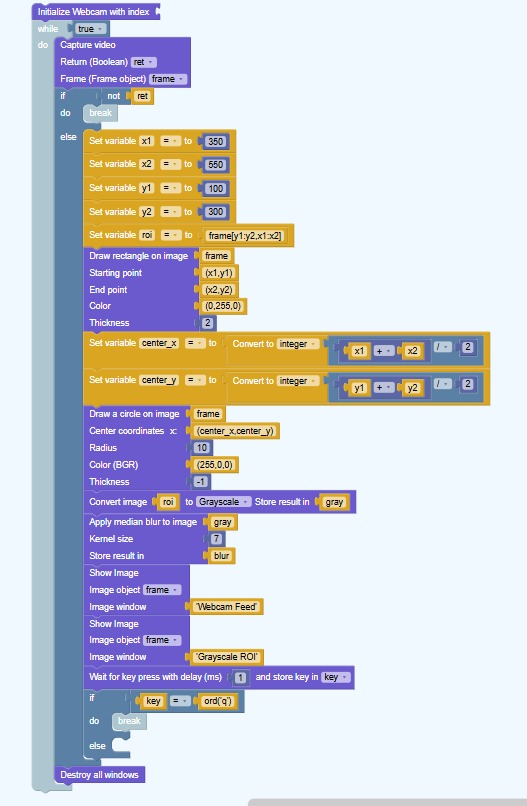 Initialize Webcam with index
while true
do Capture video
Return (Boolean) ret
Frame (Frame object) frame
if not ret
do break
else Set variable x1 = to 350
Set variable x2 = to 550
Set variable y1 = to 100
Set variable y2 = to 300
Set variable roi = to frame[y1:y2,x1:x2]
Draw rectangle on image frame
Starting point (x1,y1)
End point (x2,y2)
Color (0,255,0)
Thickness 2
Set variable center_x = to Convert to integer x1 + x2 / 2
Set variable center_y = to Convert to integer y1 + y2 / 2
Draw a circle on image frame
Center coordinates x: (center_x,center_y)
Radius 10
Color (BGR) (255,0,0)
Thickness -1
Convert image roi to Grayscale Store result in gray
Apply median blur to image gray
Kernel size 7
Store result in blur
Show Image
Image object frame
Image window 'Webcam Feed'
Show Image
Image object frame
Image window 'Grayscale ROI'
Wait for key press with delay (ms) 1 and store key in key
if key = ord('q')
do break
else
Destroy all windows